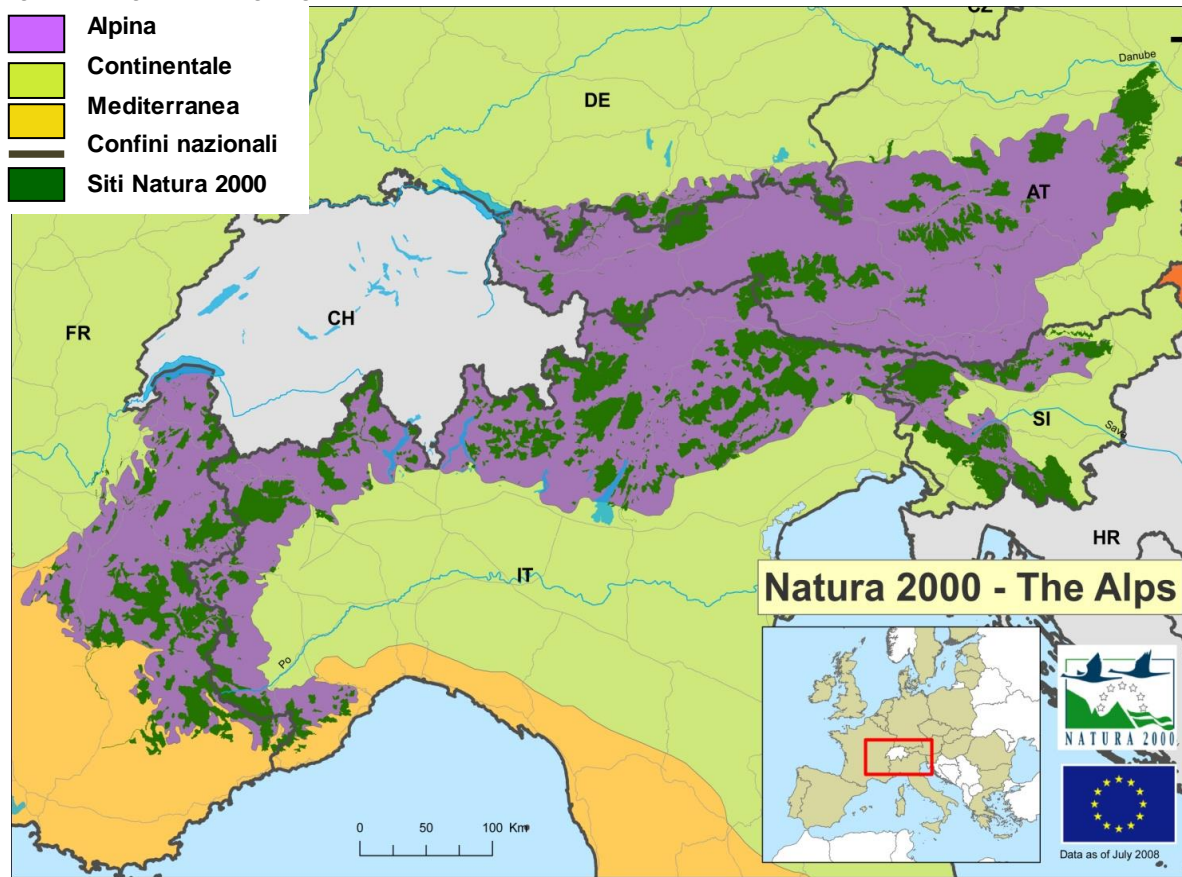 Alpina
Continentale
Mediterranea
Confini nazionali
Siti Natura 2000
CZ
Danube
DE
AT
FR
CH
SI
Sava
HR
IT
Po
Natura 2000 - The Alps
0 50 100 Km
NATURA 2000
Data as of July 2008